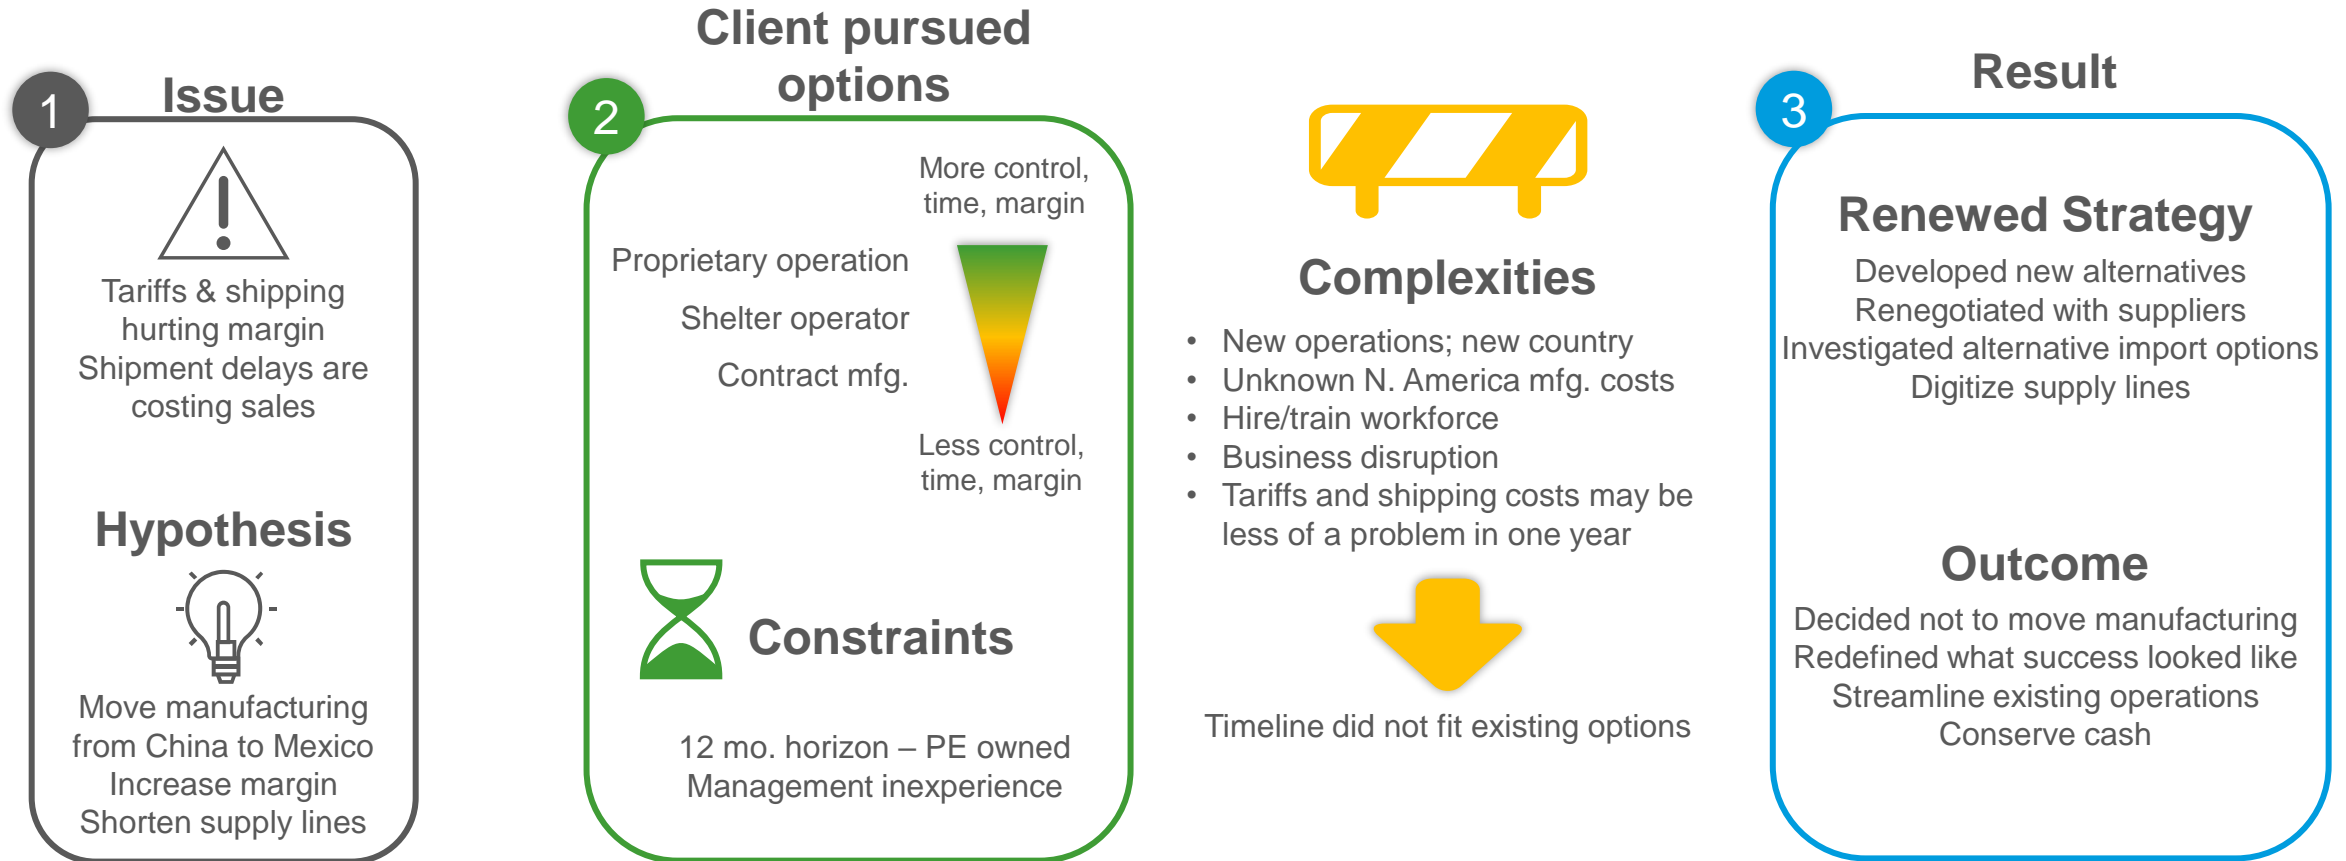 1
Issue
Tariffs & shipping
hurting margin
Shipment delays are
costing sales
Hypothesis
Move manufacturing
from China to Mexico
Increase margin
Shorten supply lines
Client pursued
options
2
More control,
time, margin
Proprietary operation
Shelter operator
Contract mfg.
Less control,
time, margin
Constraints
12 mo. horizon – PE owned
Management inexperience
Complexities
• New operations; new country
• Unknown N. America mfg. costs
• Hire/train workforce
• Business disruption
• Tariffs and shipping costs may be
less of a problem in one year
Timeline did not fit existing options
3
Result
Renewed Strategy
Developed new alternatives
Renegotiated with suppliers
Investigated alternative import options
Digitize supply lines
Outcome
Decided not to move manufacturing
Redefined what success looked like
Streamline existing operations
Conserve cash